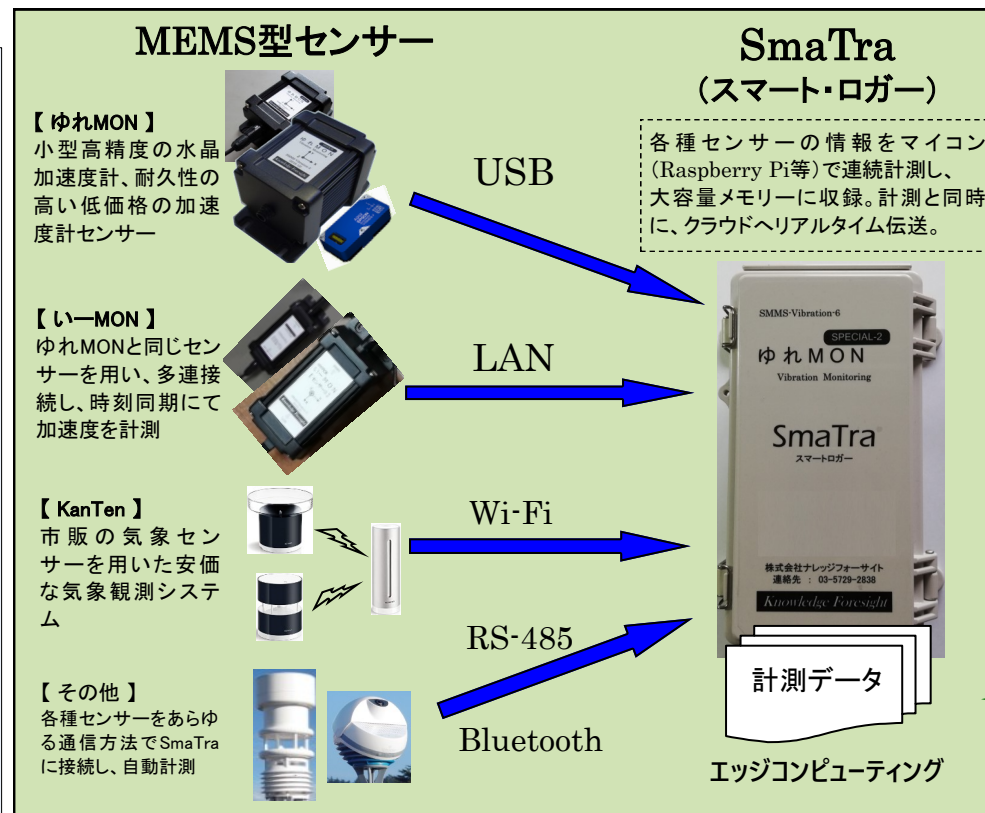 MEMS型センサー
【 ゆれMON 】
小型高精度の水晶
加速度計、耐久性の
高い低価格の加速
度計センサー
【 いーMON 】
ゆれMONと同じセン
サーを用い、多連接
続し、時刻同期にて
加速度を計測
【 KanTen 】
市販の気象セン
サーを用いた安価
な気象観測システ
ム
【 その他 】
各種センサーをあらゆ
る通信方法でSmaTra
に接続し、自動計測
USB
LAN
Wi-Fi
RS-485
Bluetooth
SmaTra
（スマート・ロガー）
各種センサーの情報をマイコン
（Raspberry Pi等）で連続計測し、
大容量メモリーに収録。計測と同時
に、クラウドへリアルタイム伝送。
SMMS-Vibration-6
SPECIAL-2
ゆれMON
Vibration Monitoring
SmaTra
スマートロガー
株式会社ナレッジフォーサイト
連絡先 ： 03-5729-2838
Knowledge Foresight
計測データ
エッジコンピューティング